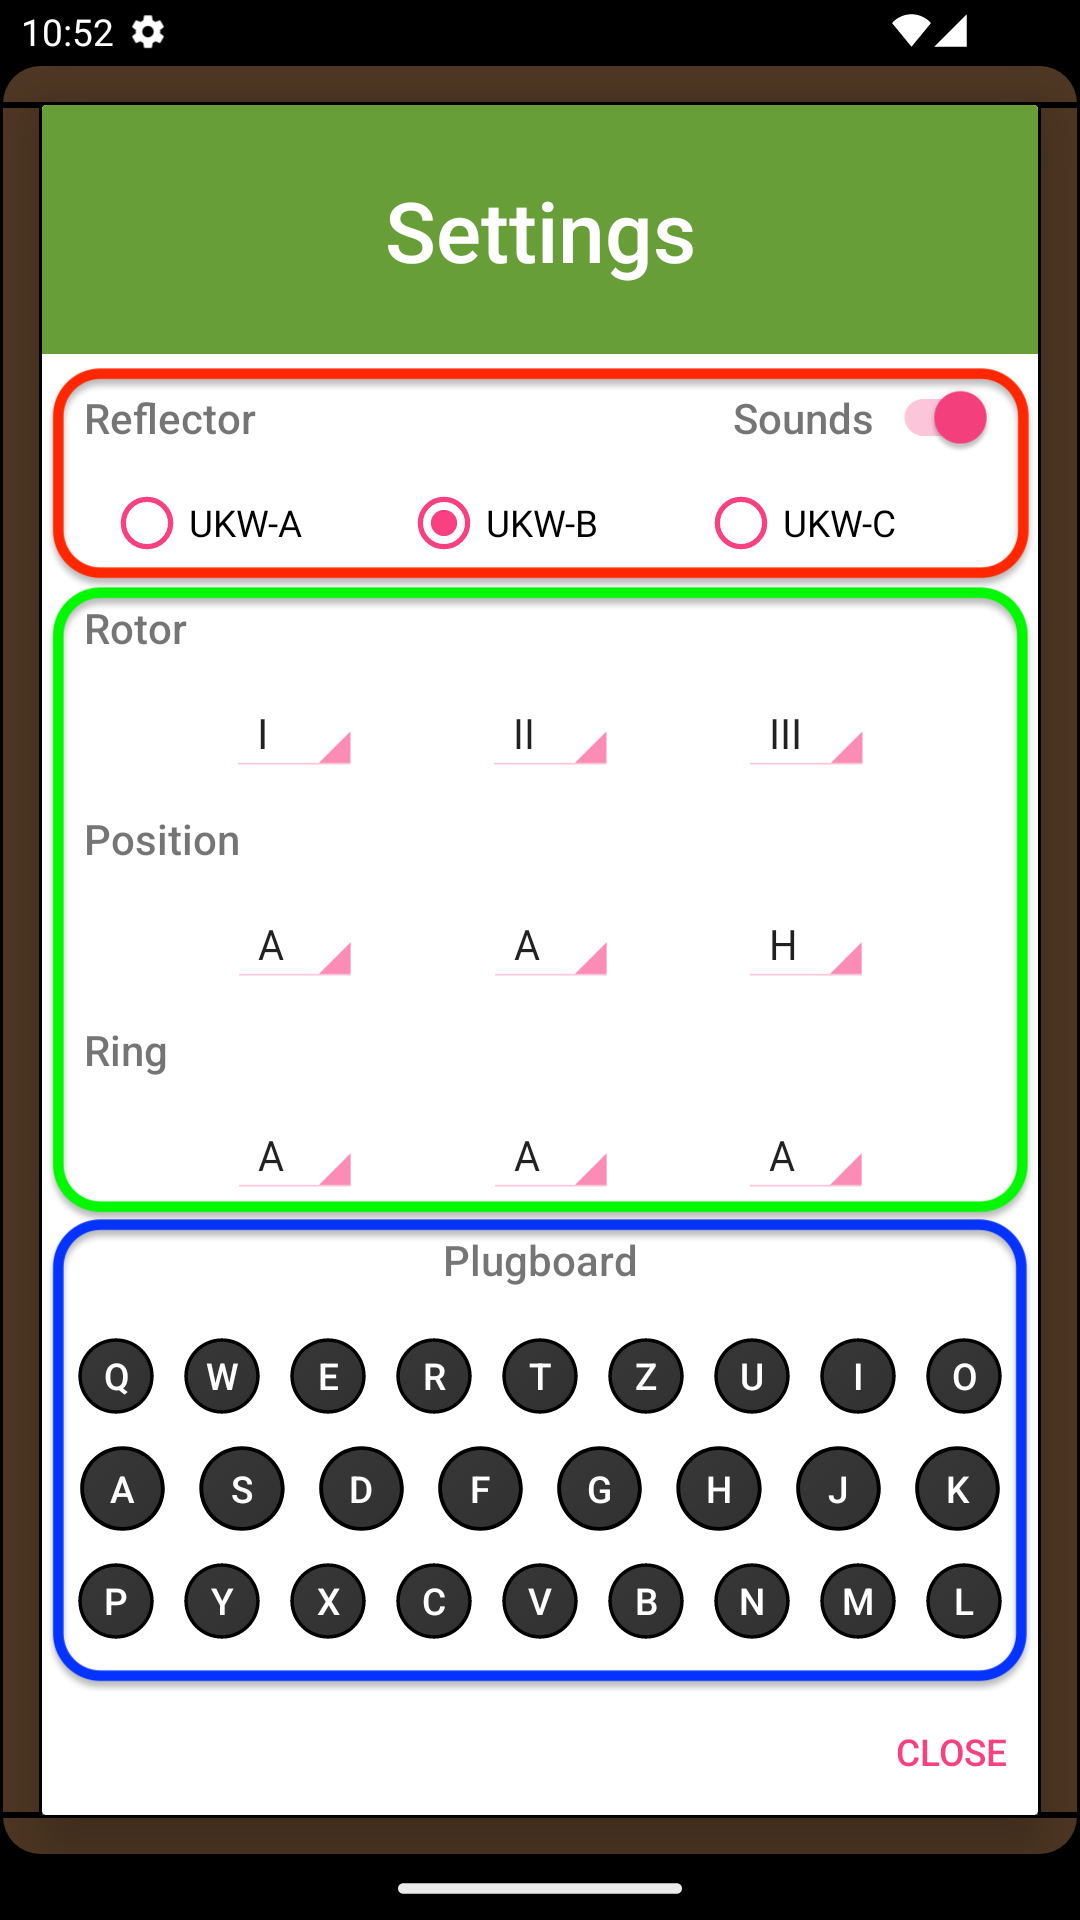 10:52
Settings
Reflector Sounds
UKW-A UKW-B UKW-C
Rotor
I II III
Position
A A H
Ring
A A A
Plugboard
Q W E R T Z U I O
A S D F G H J K
P Y X C V B N M L
CLOSE